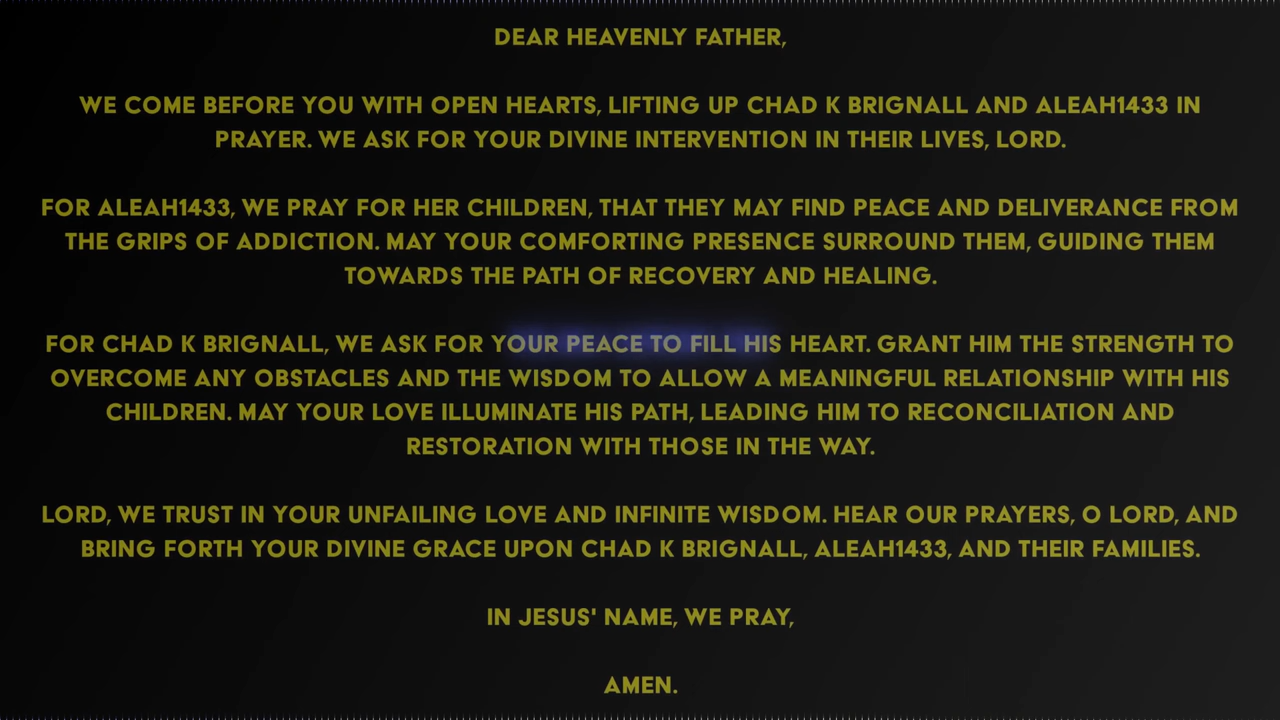 DEAR HEAVENLY FATHER,
WE COME BEFORE YOU WITH OPEN HEARTS, LIFTING UP CHAD K BRIGNALL AND ALEAH1433 IN
PRAYER. WE ASK FOR YOUR DIVINE INTERVENTION IN THEIR LIVES, LORD.
FOR ALEAH1433, WE PRAY FOR HER CHILDREN, THAT THEY MAY FIND PEACE AND DELIVERANCE FROM
THE GRIPS OF ADDICTION. MAY YOUR COMFORTING PRESENCE SURROUND THEM, GUIDING THEM
TOWARDS THE PATH OF RECOVERY AND HEALING.
FOR CHAD K BRIGNALL, WE ASK FOR YOUR PEACE TO FILL HIS HEART. GRANT HIM THE STRENGTH TO
OVERCOME ANY OBSTACLES AND THE WISDOM TO ALLOW A MEANINGFUL RELATIONSHIP WITH HIS
CHILDREN. MAY YOUR LOVE ILLUMINATE HIS PATH, LEADING HIM TO RECONCILIATION AND
RESTORATION WITH THOSE IN THE WAY.
LORD, WE TRUST IN YOUR UNFAILING LOVE AND INFINITE WISDOM. HEAR OUR PRAYERS, O LORD, AND
BRING FORTH YOUR DIVINE GRACE UPON CHAD K BRIGNALL, ALEAH1433, AND THEIR FAMILIES.
IN JESUS' NAME, WE PRAY,
AMEN.